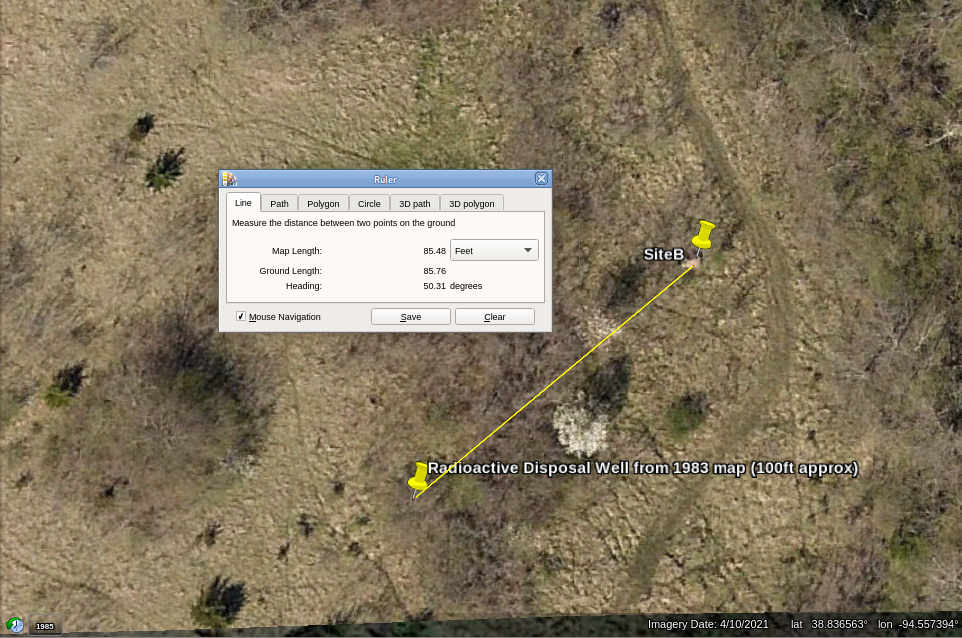 Ruler
Line Path Polygon Circle 3D path 3D polygon
Measure the distance between two points on the ground
Map Length: 85.48 Feet
Ground Length: 85.76
Heading: 50.31 degrees
Mouse Navigation Save Clear
SiteB
Radioactive Disposal Well from 1983 map (100ft approx)
1985 Imagery Date: 4/10/2021 lat 38.836563° lon -94.557394°